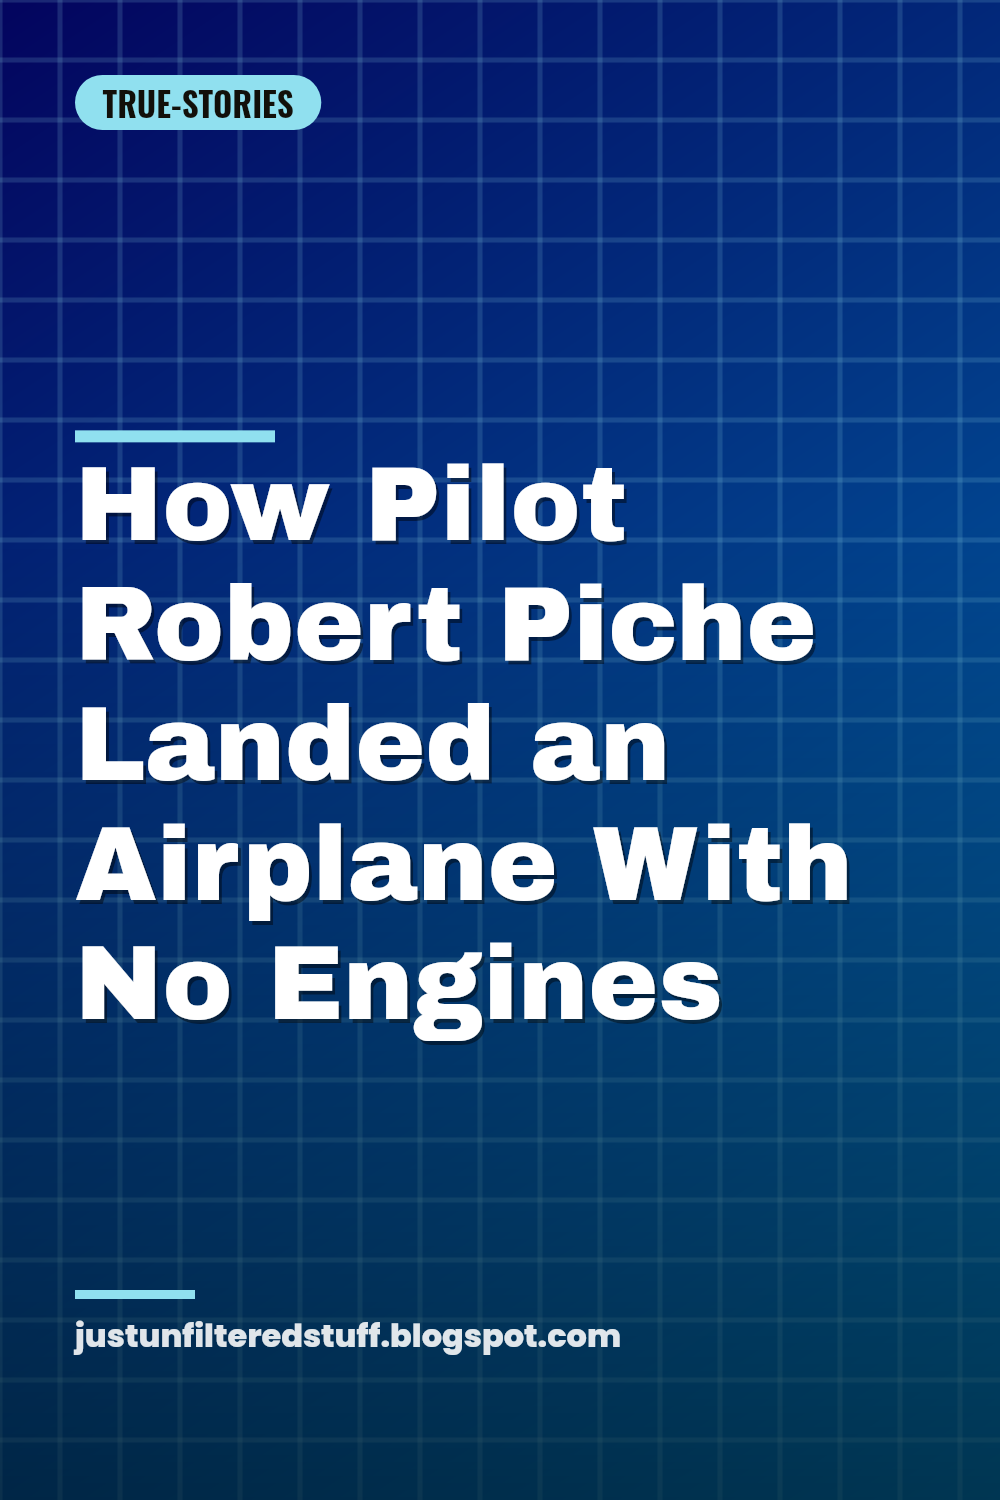 TRUE-STORIES
How Pilot
Robert Piche
Landed an
Airplane With
No Engines
justunfilteredstuff.blogspot.com